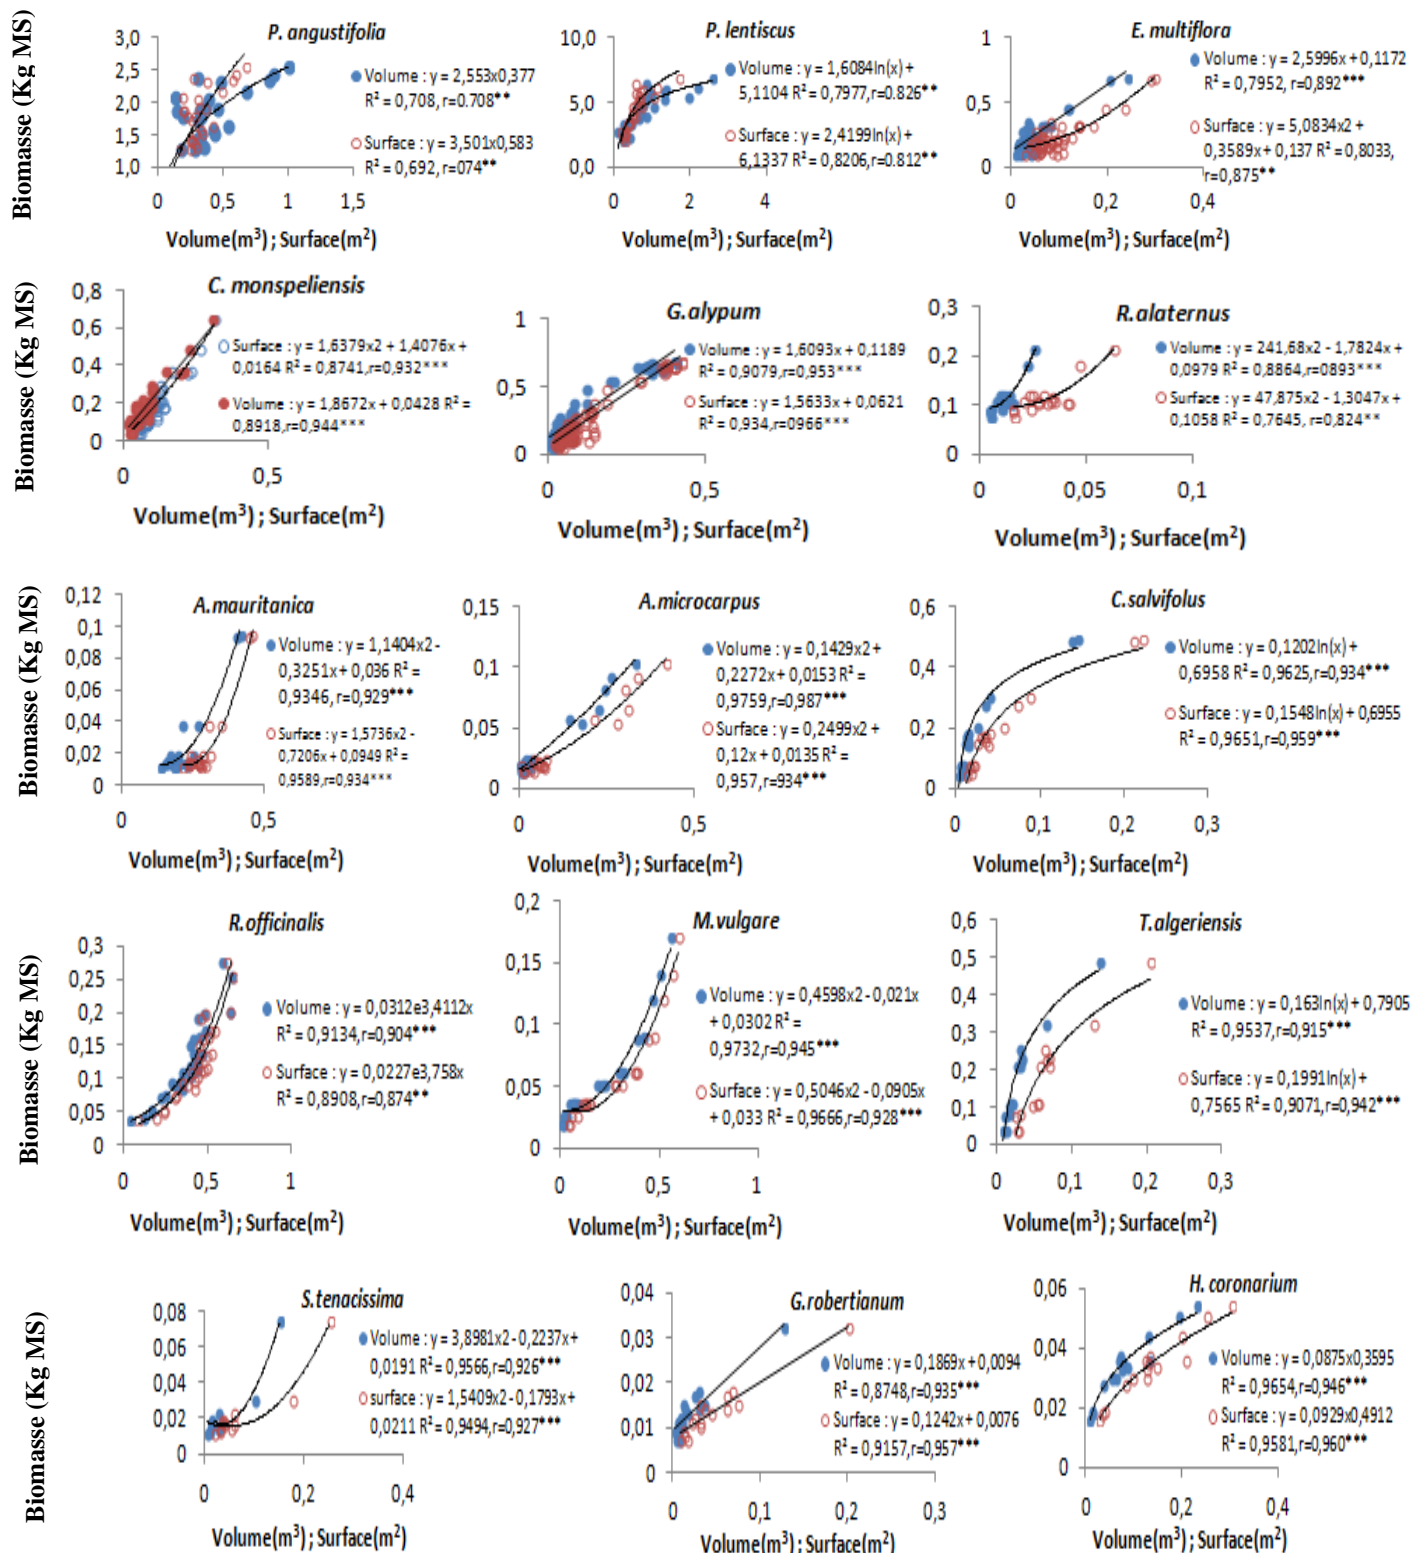 Biomasse (Kg MS)
P. angustifolia
3,0
2,5
2,0
1,5
1,0
0 0,5 1 1,5
Volume : y = 2,553x0,377
R² = 0,708, r=0.708**
Surface : y = 3,501x0,583
R² = 0,692, r=074**
Volume(m³) ; Surface(m²)
P. lentiscus
10,0
5,0
0,0
0 2 4
Volume : y = 1,6084ln(x) +
5,1104 R² = 0,7977,r=0.826**
Surface : y = 2,4199ln(x) +
6,1337 R² = 0,8206,r=0.812**
Volume(m³) ; Surface(m²)
E. multiflora
1
0,5
0
0 0,2 0,4
Volume : y = 2,5996x + 0,1172
R² = 0,7952, r=0,892***
Surface : y = 5,0834x2 +
0,3589x + 0,137 R² = 0,8033,
r=0,875**
Volume(m³) ; Surface(m²)
Biomasse (Kg MS)
C. monspeliensis
0,8
0,6
0,4
0,2
0
0 0,5
Surface : y = 1,6379x2 + 1,4076x +
0,0164 R² = 0,8741,r=0,932***
Volume : y = 1,8672x + 0,0428 R² =
0,8918,r=0,944***
Volume(m³) ; Surface(m²)
G.alypum
1
0,5
0
0 0,5
Volume : y = 1,6093x + 0,1189
R² = 0,9079,r=0,953***
Surface : y = 1,5633x + 0,0621
R² = 0,934,r=0966***
Volume(m³) ; Surface(m²)
R.alaternus
0,3
0,2
0,1
0
0 0,05 0,1
Volume : y = 241,68x2 - 1,7824x +
0,0979 R² = 0,8864,r=0893***
Surface : y = 47,875x2 - 1,3047x +
0,1058 R² = 0,7645, r=0,824**
Volume(m³) ; Surface(m²)
Biomasse (Kg MS)
A.mauritanica
0,12
0,1
0,08
0,06
0,04
0,02
0
0 0,5
Volume : y = 1,1404x2 -
0,3251x + 0,036 R² =
0,9346, r=0,929***
Surface : y = 1,5736x2 -
0,7206x + 0,0949 R² =
0,9589,r=0,934***
Volume(m³) ; Surface(m²)
A.microcarpus
0,15
0,1
0,05
0
0 0,5
Volume : y = 0,1429x2 +
0,2272x + 0,0153 R² =
0,9759,r=0,987***
Surface : y = 0,2499x2 +
0,12x + 0,0135 R² =
0,957,r=934***
Volume(m³) ; Surface(m²)
C.salvifolus
0,6
0,4
0,2
0
0 0,1 0,2 0,3
Volume : y = 0,1202ln(x) +
0,6958 R² = 0,9625,r=0,934***
Surface : y = 0,1548ln(x) + 0,6955
R² = 0,9651,r=0,959***
Volume(m³) ; Surface(m²)
Biomasse (Kg MS)
R.officinalis
0,3
0,25
0,2
0,15
0,1
0,05
0
0 0,5 1
Volume : y = 0,0312e3,4112x
R² = 0,9134,r=0,904***
Surface : y = 0,0227e3,758x
R² = 0,8908,r=0,874**
Volume(m³) ; Surface(m²)
M.vulgare
0,2
0,15
0,1
0,05
0
0 0,5 1
Volume : y = 0,4598x2 -0,021x
+ 0,0302 R² =
0,9732,r=0,945***
Surface : y = 0,5046x2 -0,0905x
+ 0,033 R² = 0,9666,r=0,928***
Volume(m³) ; Surface(m²)
T.algeriensis
0,6
0,5
0,4
0,3
0,2
0,1
0
0 0,1 0,2 0,3
Volume : y = 0,163ln(x) + 0,7905
R² = 0,9537,r=0,915***
Surface : y = 0,1991ln(x) +
0,7565 R² = 0,9071,r=0,942***
Volume(m³) ; Surface(m²)
Biomasse (Kg MS)
S.tenacissima
0,08
0,06
0,04
0,02
0
0 0,2 0,4
Volume : y = 3,8981x2 - 0,2237x +
0,0191 R² = 0,9566,r=0,926***
surface : y = 1,5409x2 - 0,1793x +
0,0211 R² = 0,9494,r=0,927***
Volume(m³) ; Surface(m²)
G.robertianum
0,04
0,03
0,02
0,01
0
0 0,1 0,2 0,3
Volume : y = 0,1869x + 0,0094
R² = 0,8748,r=0,935***
Surface : y = 0,1242x + 0,0076
R² = 0,9157,r=0,957***
Volume(m³) ; Surface(m²)
H. coronarium
0,06
0,04
0,02
0
0 0,2 0,4
Volume : y = 0,0875x0,3595
R² = 0,9654,r=0,946***
Surface : y = 0,0929x0,4912
R² = 0,9581,r=0,960***
Volume(m³) ; Surface(m²)